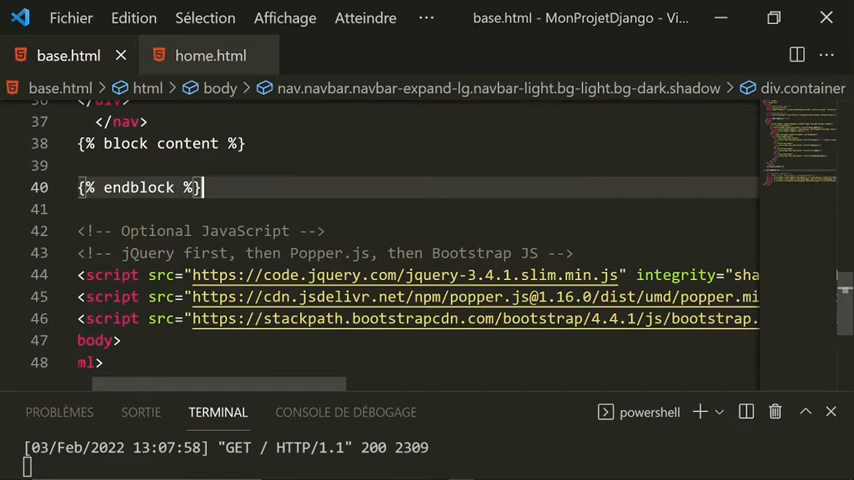 Fichier Edition Sélection Affichage Atteindre ··· base.html - MonProjetDjango - Vi...
base.html × home.html ···
base.html > html > body > nav.navbar.navbar-expand-lg.navbar-light.bg-light.bg-dark.shadow > div.container
36 </div>
37 </nav>
38 {% block content %}
39
40 {% endblock %}
41
42 <!-- Optional JavaScript -->
43 <!-- jQuery first, then Popper.js, then Bootstrap JS -->
44 <script src="https://code.jquery.com/jquery-3.4.1.slim.min.js" integrity="sha
45 <script src="https://cdn.jsdelivr.net/npm/popper.js@1.16.0/dist/umd/popper.mi
46 <script src="https://stackpath.bootstrapcdn.com/bootstrap/4.4.1/js/bootstrap.
47 body>
48 ml>
PROBLÈMES SORTIE TERMINAL CONSOLE DE DÉBOGAGE powershell
[03/Feb/2022 13:07:58] "GET / HTTP/1.1" 200 2309